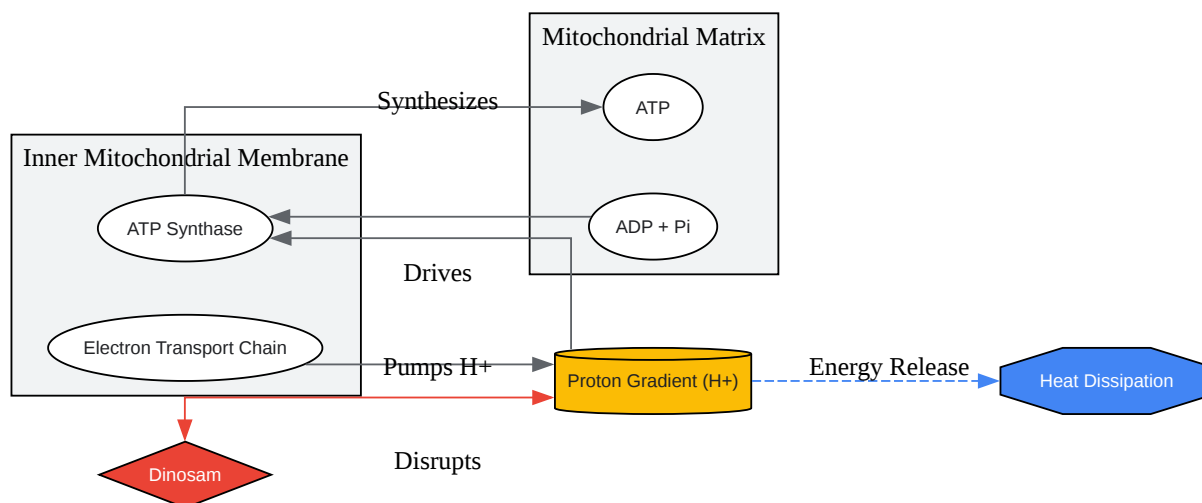 Mitochondrial Matrix
ATP
Synthesizes
Inner Mitochondrial Membrane
ATP Synthase
ADP + Pi
Drives
Electron Transport Chain
Pumps H+
Proton Gradient (H+)
Energy Release
Heat Dissipation
Disrupts
Dinosam